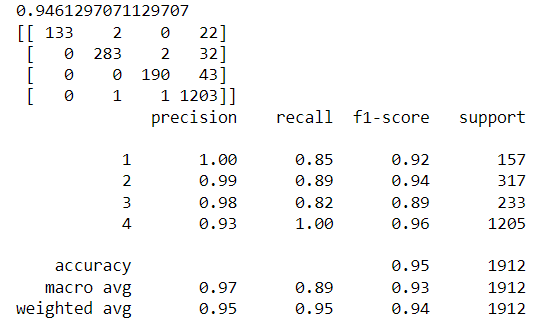 0.9461297071129707
[[ 133    2    0   22]
 [   0  283    2   32]
 [   0    0  190   43]
 [   0    1    1 1203]]
              precision    recall  f1-score   support

           1       1.00      0.85      0.92       157
           2       0.99      0.89      0.94       317
           3       0.98      0.82      0.89       233
           4       0.93      1.00      0.96      1205

    accuracy                           0.95      1912
   macro avg       0.97      0.89      0.93      1912
weighted avg       0.95      0.95      0.94      1912